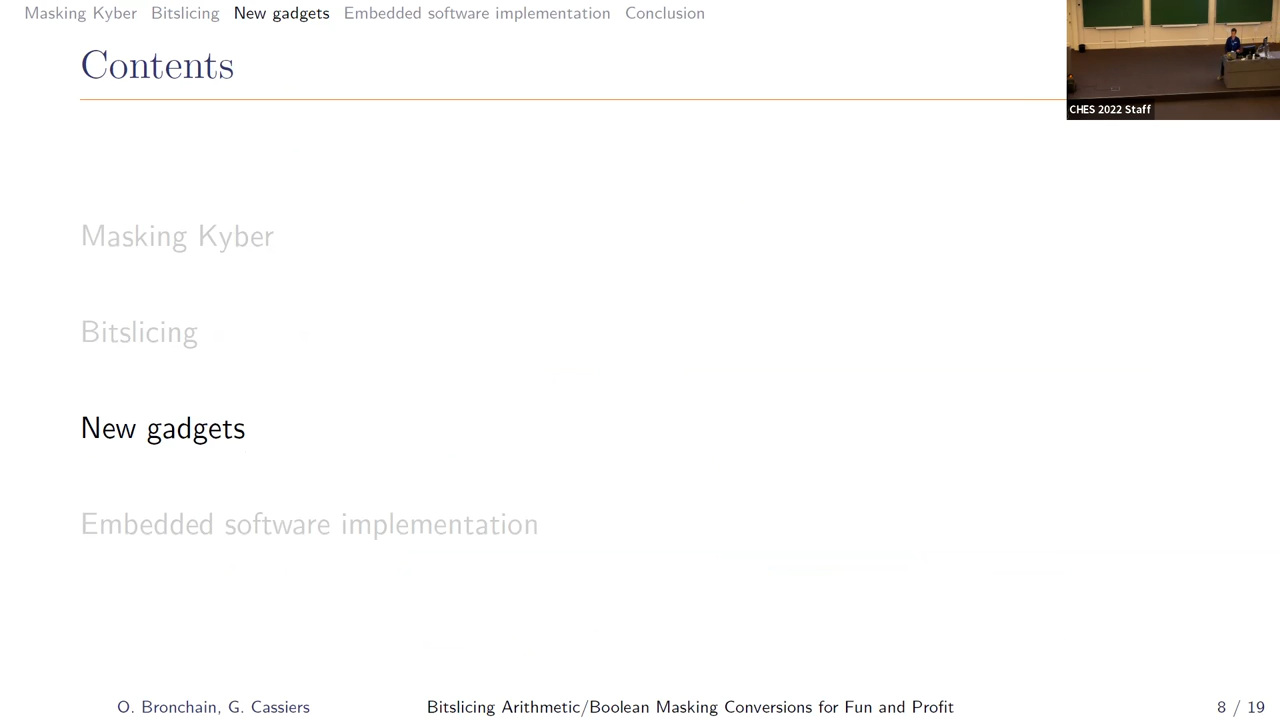 Masking Kyber Bitslicing New gadgets Embedded software implementation Conclusion
Contents
CHES 2022 Staff
Masking Kyber
Bitslicing
New gadgets
Embedded software implementation
O. Bronchain, G. Cassiers Bitslicing Arithmetic/Boolean Masking Conversions for Fun and Profit 8 / 19